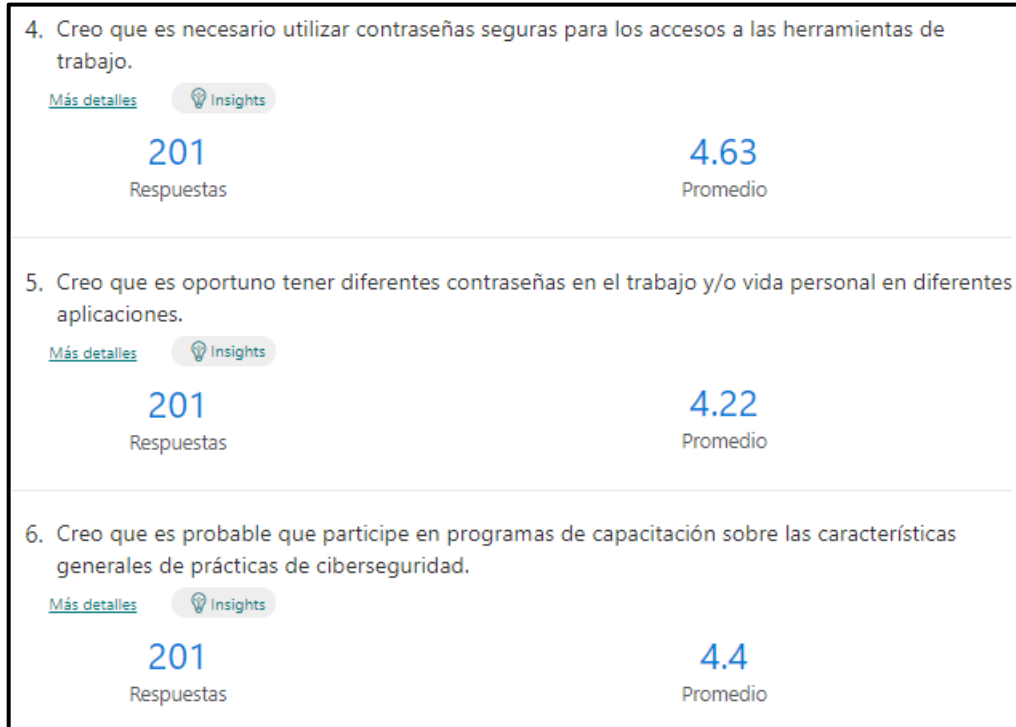 4. Creo que es necesario utilizar contraseñas seguras para los accesos a las herramientas de
trabajo.
Más detalles Insights
201 4.63
Respuestas Promedio
5. Creo que es oportuno tener diferentes contraseñas en el trabajo y/o vida personal en diferentes
aplicaciones.
Más detalles Insights
201 4.22
Respuestas Promedio
6. Creo que es probable que participe en programas de capacitación sobre las características
generales de prácticas de ciberseguridad.
Más detalles Insights
201 4.4
Respuestas Promedio